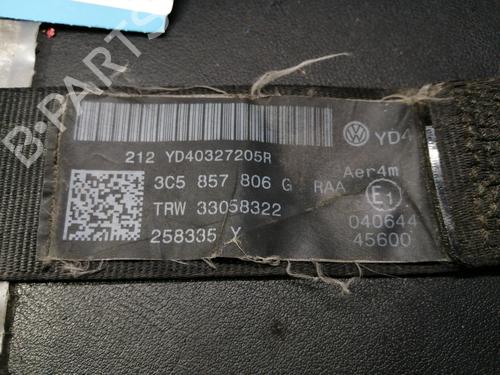 B-PARTS
YD4
212 YD40327205R
3C5 857 806 G RAA Aer4m
E1
TRW 33058322 040644
258335 X 45600